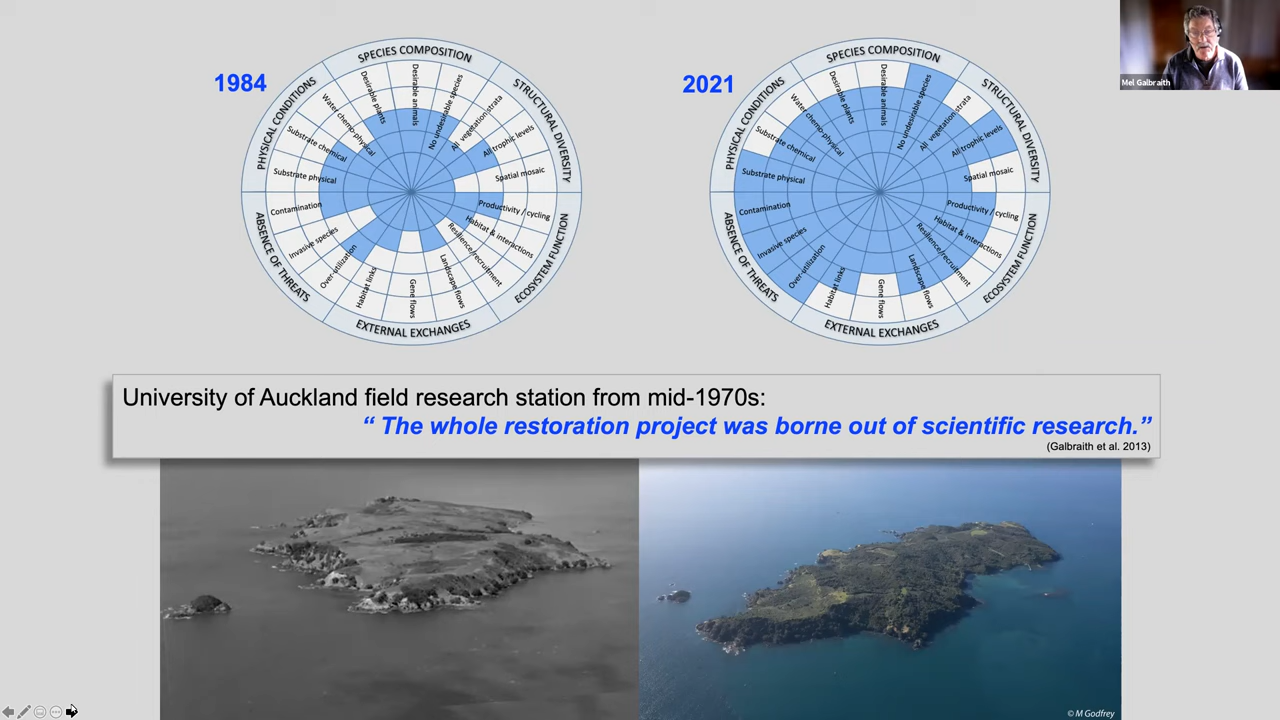 1984
SPECIES COMPOSITION
STRUCTURAL DIVERSITY
ECOSYSTEM FUNCTION
EXTERNAL EXCHANGES
ABSENCE OF THREATS
PHYSICAL CONDITIONS
Desirable plants
Desirable animals
No undesirable species
All vegetation strata
All trophic levels
Spatial mosaic
Productivity / cycling
Habitat & interactions
Resilience/recruitment
Landscape flows
Gene flows
Habitat links
Over-utilization
Invasive species
Contamination
Substrate physical
Substrate chemical
Water chemo-physical
2021
SPECIES COMPOSITION
STRUCTURAL DIVERSITY
ECOSYSTEM FUNCTION
EXTERNAL EXCHANGES
ABSENCE OF THREATS
PHYSICAL CONDITIONS
Desirable plants
Desirable animals
No undesirable species
All vegetation strata
All trophic levels
Spatial mosaic
Productivity / cycling
Habitat & interactions
Resilience/recruitment
Landscape flows
Gene flows
Habitat links
Over-utilization
Invasive species
Contamination
Substrate physical
Substrate chemical
Water chemo-physical
Mel Galbraith
University of Auckland field research station from mid-1970s:
“ The whole restoration project was borne out of scientific research.”
(Galbraith et al. 2013)
© M Godfrey